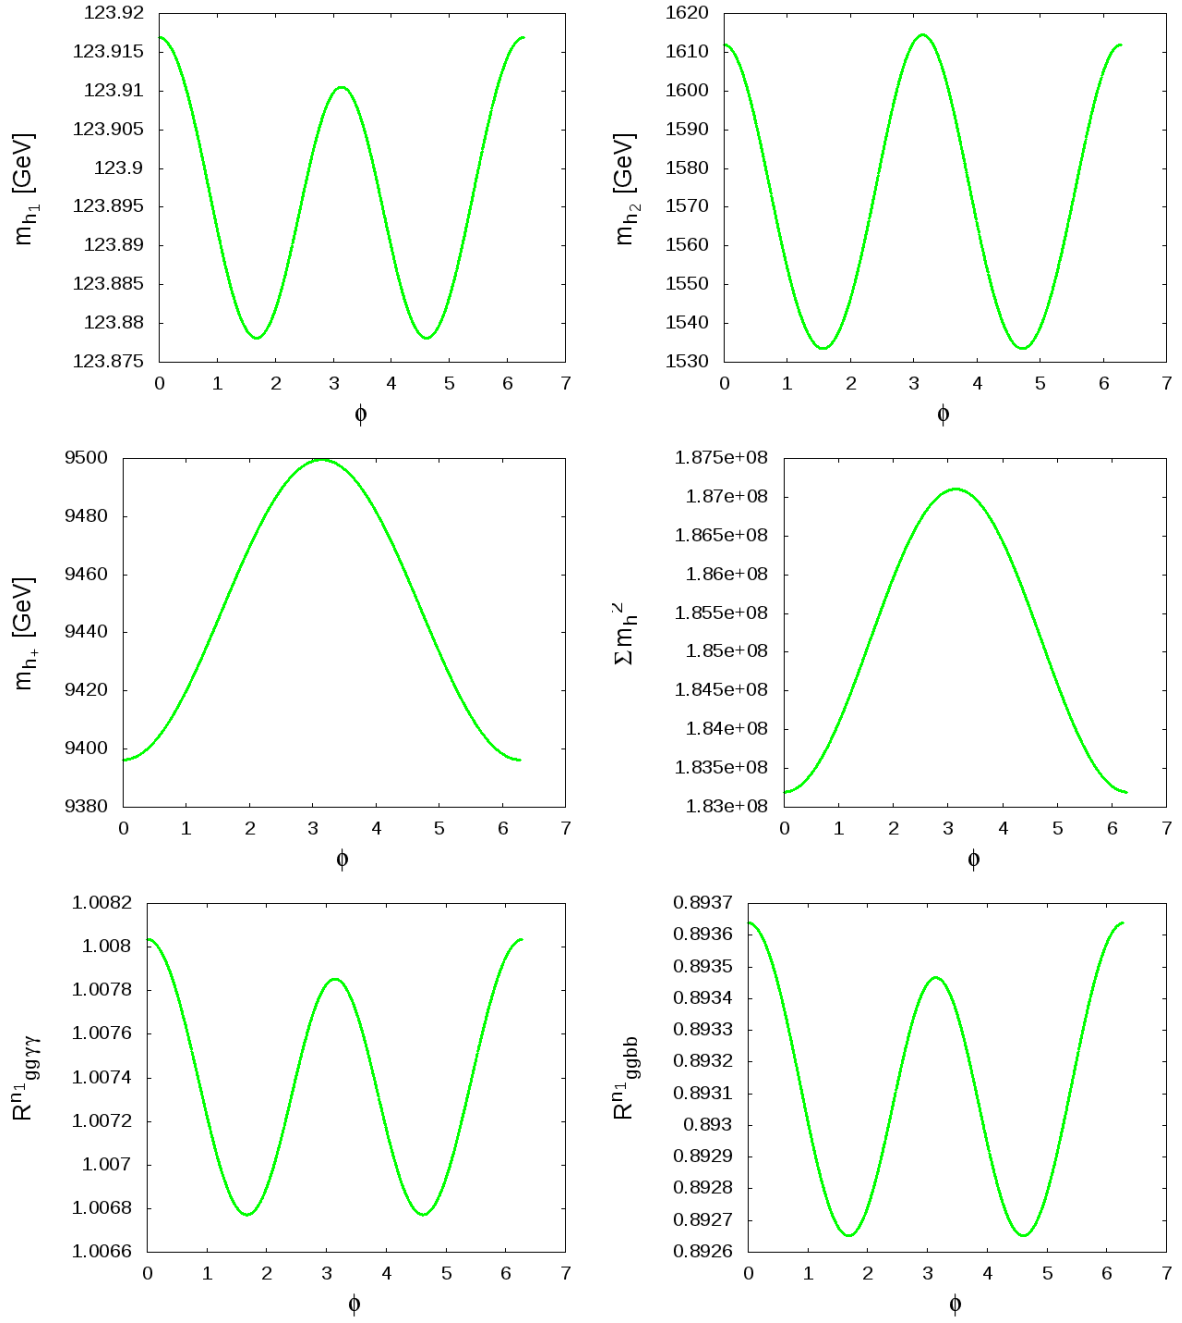 123.92
123.915
123.91
123.905
123.9
123.895
123.89
123.885
123.88
123.875
0 1 2 3 4 5 6 7
m_{h_1} [GeV]
ϕ
1620
1610
1600
1590
1580
1570
1560
1550
1540
1530
0 1 2 3 4 5 6 7
m_{h_2} [GeV]
ϕ
9500
9480
9460
9440
9420
9400
9380
0 1 2 3 4 5 6 7
m_{h_+} [GeV]
ϕ
1.875e+08
1.87e+08
1.865e+08
1.86e+08
1.855e+08
1.85e+08
1.845e+08
1.84e+08
1.835e+08
1.83e+08
0 1 2 3 4 5 6 7
Σ m_h^2
ϕ
1.0082
1.008
1.0078
1.0076
1.0074
1.0072
1.007
1.0068
1.0066
0 1 2 3 4 5 6 7
R^{h_1}_{ggγγ}
ϕ
0.8937
0.8936
0.8935
0.8934
0.8933
0.8932
0.8931
0.893
0.8929
0.8928
0.8927
0.8926
0 1 2 3 4 5 6 7
R^{h_1}_{ggbb}
ϕ